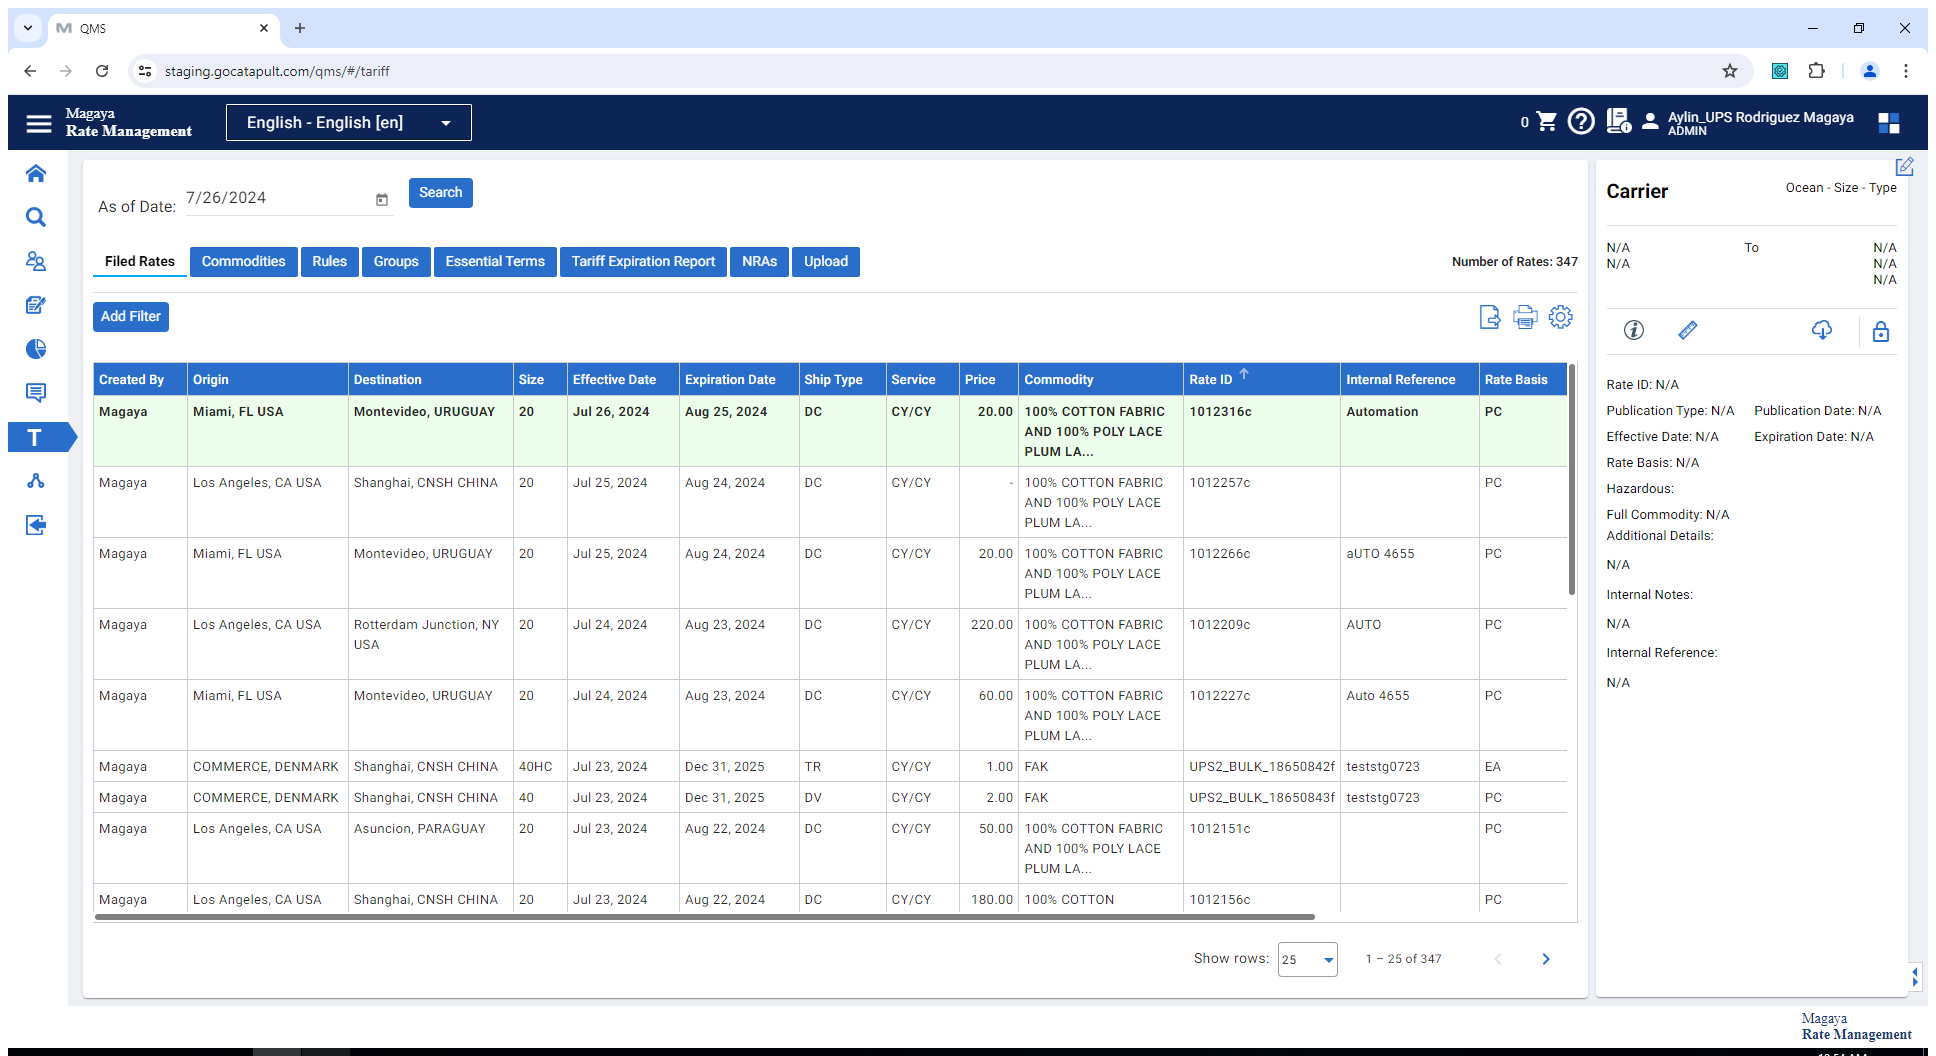 QMS
staging.gocatapult.com/qms/#/tariff
Magaya
Rate Management
English - English [en]
0
Aylin_UPS Rodriguez Magaya
ADMIN
As of Date:
7/26/2024
Search
Filed Rates
Commodities
Rules
Groups
Essential Terms
Tariff Expiration Report
NRAs
Upload
Number of Rates: 347
Add Filter
Created By Origin Destination Size Effective Date Expiration Date Ship Type Service Price Commodity Rate ID Internal Reference Rate Basis
Magaya Miami, FL USA Montevideo, URUGUAY 20 Jul 26, 2024 Aug 25, 2024 DC CY/CY 20.00 100% COTTON FABRIC 1012316c Automation PC
AND 100% POLY LACE
PLUM LA...
Magaya Los Angeles, CA USA Shanghai, CNSH CHINA 20 Jul 25, 2024 Aug 24, 2024 DC CY/CY - 100% COTTON FABRIC 1012257c PC
AND 100% POLY LACE
PLUM LA...
Magaya Miami, FL USA Montevideo, URUGUAY 20 Jul 25, 2024 Aug 24, 2024 DC CY/CY 20.00 100% COTTON FABRIC 1012266c aUTO 4655 PC
AND 100% POLY LACE
PLUM LA...
Magaya Los Angeles, CA USA Rotterdam Junction, NY 20 Jul 24, 2024 Aug 23, 2024 DC CY/CY 220.00 100% COTTON FABRIC 1012209c AUTO PC
USA AND 100% POLY LACE
PLUM LA...
Magaya Miami, FL USA Montevideo, URUGUAY 20 Jul 24, 2024 Aug 23, 2024 DC CY/CY 60.00 100% COTTON FABRIC 1012227c Auto 4655 PC
AND 100% POLY LACE
PLUM LA...
Magaya COMMERCE, DENMARK Shanghai, CNSH CHINA 40HC Jul 23, 2024 Dec 31, 2025 TR CY/CY 1.00 FAK UPS2_BULK_18650842f teststg0723 EA
Magaya COMMERCE, DENMARK Shanghai, CNSH CHINA 40 Jul 23, 2024 Dec 31, 2025 DV CY/CY 2.00 FAK UPS2_BULK_18650843f teststg0723 PC
Magaya Los Angeles, CA USA Asuncion, PARAGUAY 20 Jul 23, 2024 Aug 22, 2024 DC CY/CY 50.00 100% COTTON FABRIC 1012151c PC
AND 100% POLY LACE
PLUM LA...
Magaya Los Angeles, CA USA Shanghai, CNSH CHINA 20 Jul 23, 2024 Aug 22, 2024 DC CY/CY 180.00 100% COTTON 1012156c PC
Show rows: 25 1 – 25 of 347
T
Carrier
Ocean - Size - Type
N/A To N/A
N/A N/A
N/A
Rate ID: N/A
Publication Type: N/A Publication Date: N/A
Effective Date: N/A Expiration Date: N/A
Rate Basis: N/A
Hazardous:
Full Commodity: N/A
Additional Details:
N/A
Internal Notes:
N/A
Internal Reference:
N/A
Magaya
Rate Management